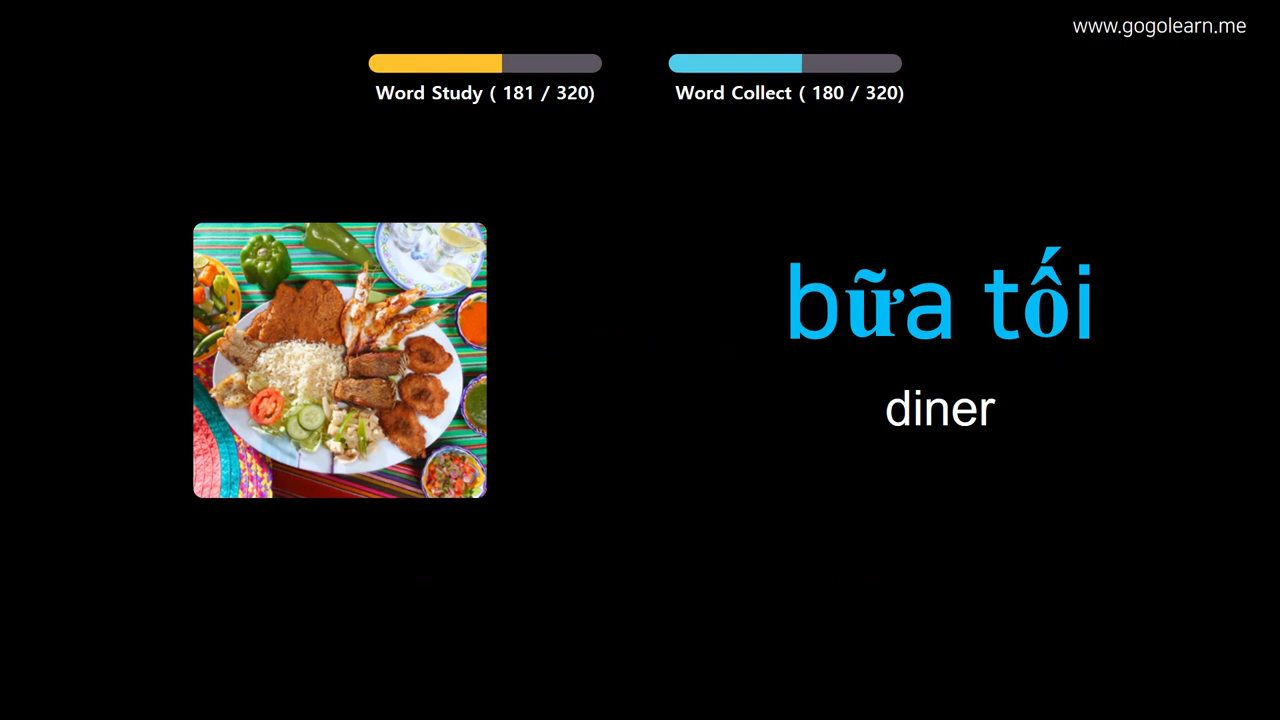 www.gogolearn.me
Word Study ( 181 / 320)
Word Collect ( 180 / 320)
bữa tối
diner